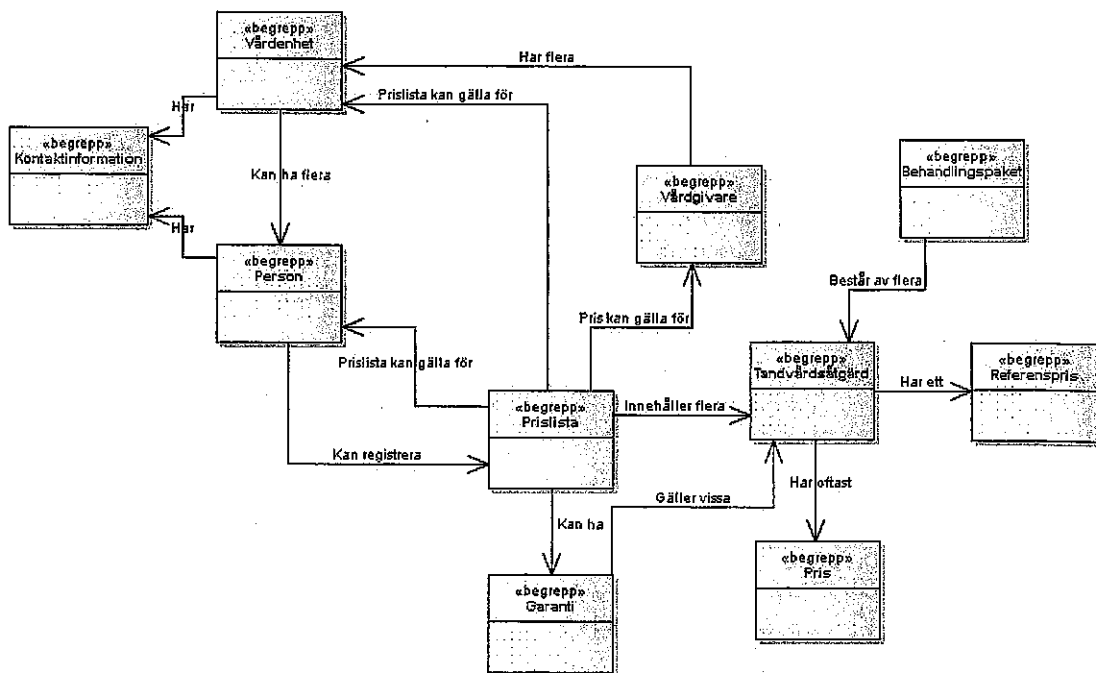 «begrepp»
Vårdenhet
Har flera
Prislista kan gälla för
Har
«begrepp»
Kontaktinformation
«begrepp»
Behandlingspaket
Kan ha flera
«begrepp»
Vårdgivare
Har
«begrepp»
Person
Består av flera
Pris kan gälla för
Prislista kan gälla för
«begrepp»
Tandvårdsåtgärd
«begrepp»
Referenspris
Har ett
«begrepp»
Prislista
Innehåller flera
Kan registrera
Har oftast
Gäller vissa
Kan ha
«begrepp»
Pris
«begrepp»
Garanti